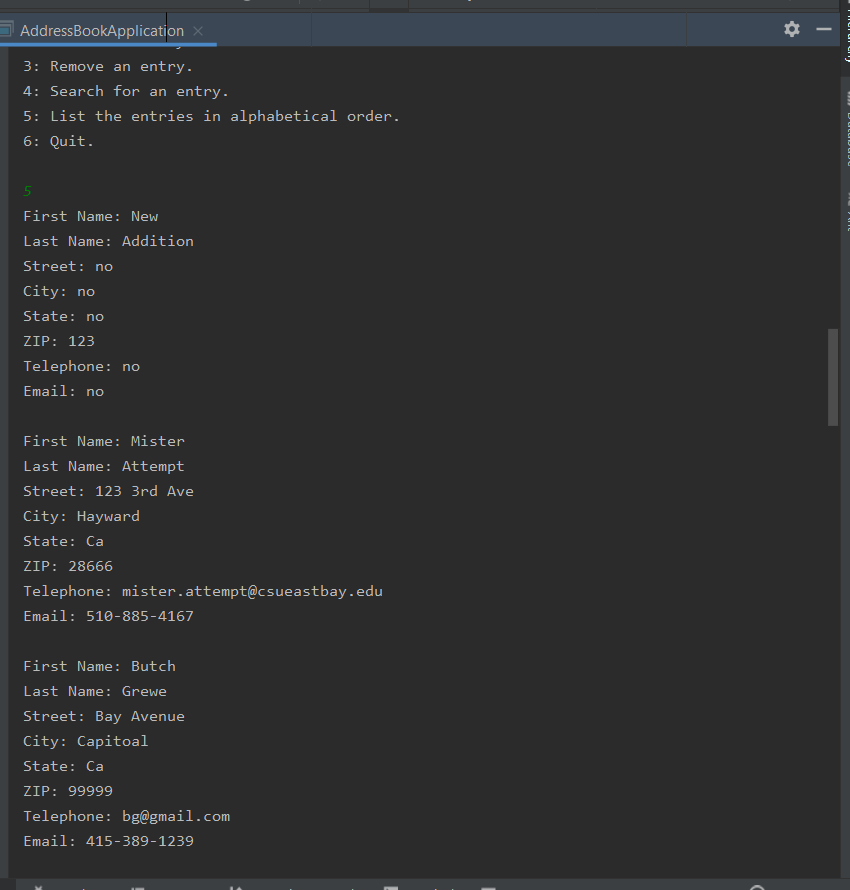 AddressBookApplication
3: Remove an entry.
4: Search for an entry.
5: List the entries in alphabetical order.
6: Quit.
5
First Name: New
Last Name: Addition
Street: no
City: no
State: no
ZIP: 123
Telephone: no
Email: no
First Name: Mister
Last Name: Attempt
Street: 123 3rd Ave
City: Hayward
State: Ca
ZIP: 28666
Telephone: mister.attempt@csueastbay.edu
Email: 510-885-4167
First Name: Butch
Last Name: Grewe
Street: Bay Avenue
City: Capitoal
State: Ca
ZIP: 99999
Telephone: bg@gmail.com
Email: 415-389-1239